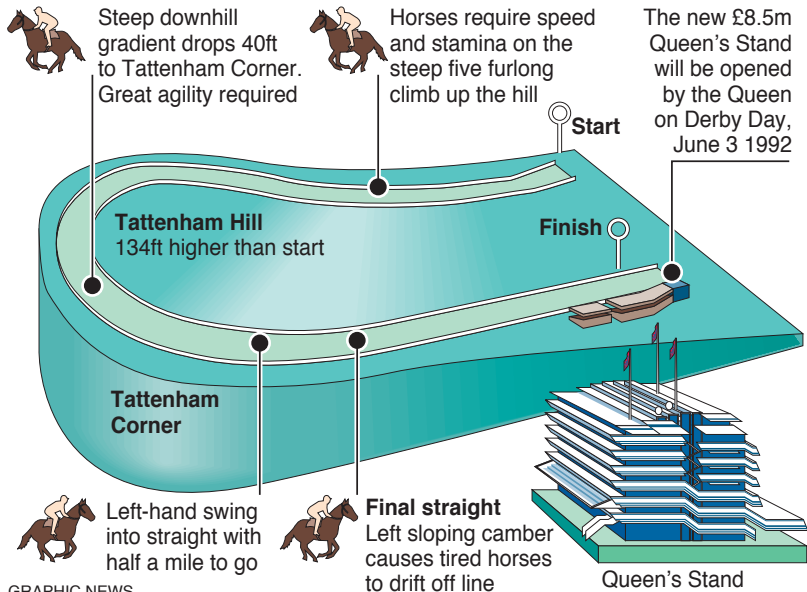 Steep downhill
gradient drops 40ft
to Tattenham Corner.
Great agility required
Horses require speed
and stamina on the
steep five furlong
climb up the hill
The new £8.5m
Queen's Stand
will be opened
by the Queen
on Derby Day,
June 3 1992
Start
Tattenham Hill
134ft higher than start
Finish
Tattenham
Corner
Left-hand swing
into straight with
half a mile to go
Final straight
Left sloping camber
causes tired horses
to drift off line
Queen's Stand
GRAPHIC NEWS